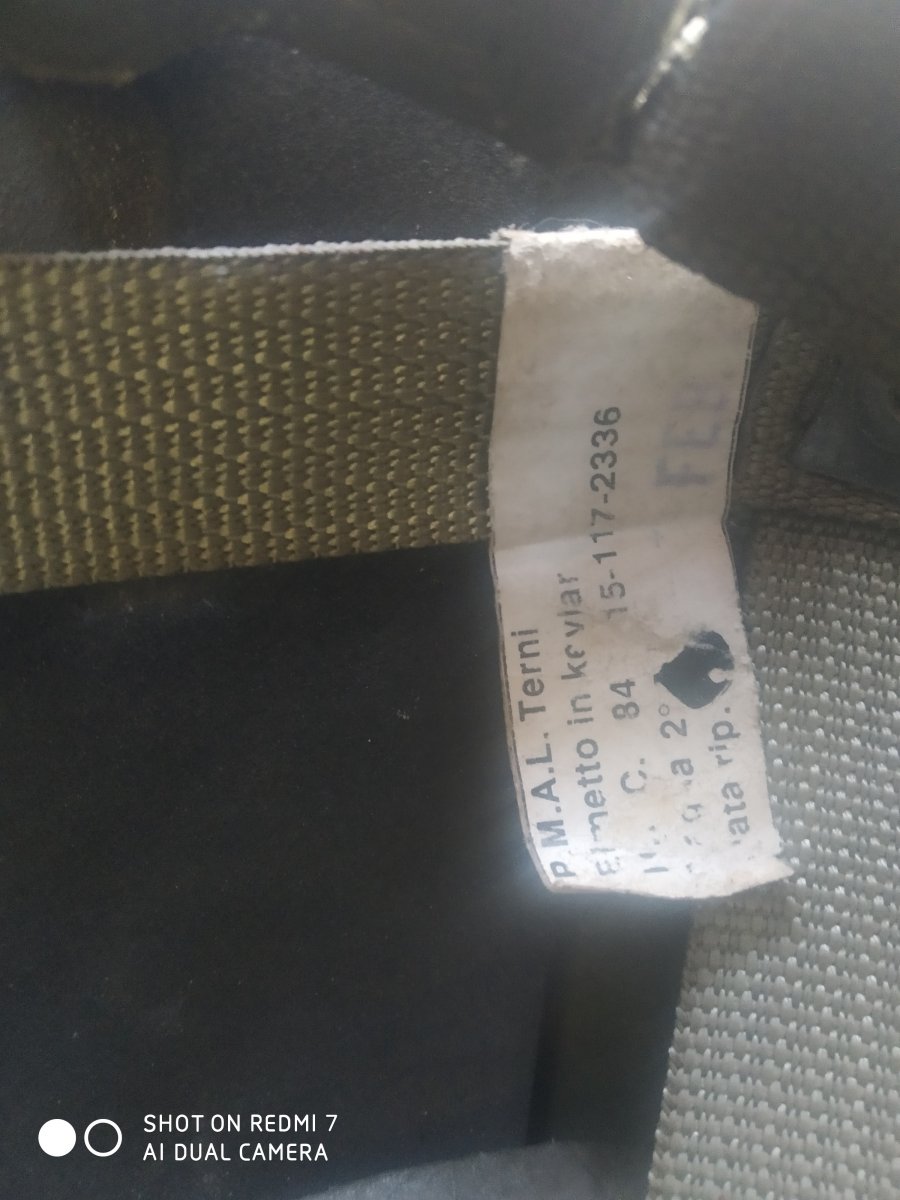 P.M.A.L. Terni
Elmetto in kevlar
C. 84 15-117-2336
2°
rip.
SHOT ON REDMI 7
AI DUAL CAMERA